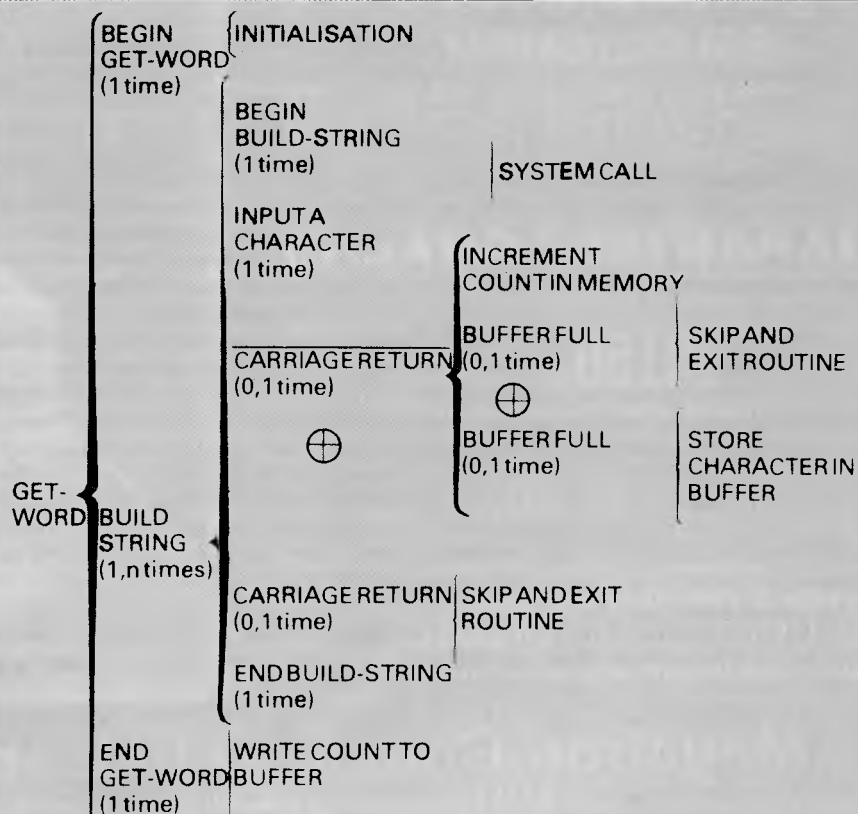 BEGIN
GET-WORD
(1 time)
INITIALISATION
BEGIN
BUILD-STRING
(1 time)
SYSTEM CALL
INPUT A
CHARACTER
(1 time)
INCREMENT
COUNT IN MEMORY
CARRIAGE RETURN
(0,1 time)
BUFFER FULL
(0,1 time)
SKIP AND
EXIT ROUTINE
BUFFER FULL
(0,1 time)
STORE
CHARACTER IN
BUFFER
GET-
WORD
BUILD
STRING
(1,n times)
CARRIAGE RETURN
(0,1 time)
SKIP AND EXIT
ROUTINE
END BUILD-STRING
(1 time)
END
GET-WORD
(1 time)
WRITE COUNT TO
BUFFER